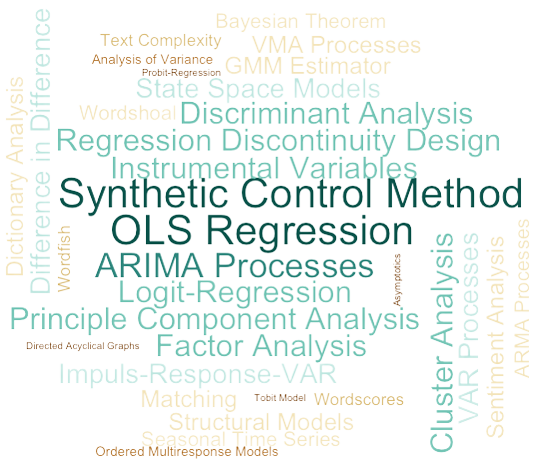 Bayesian Theorem
Text Complexity
VMA Processes
Analysis of Variance
GMM Estimator
Probit-Regression
State Space Models
Wordshoal
Discriminant Analysis
Regression Discontinuity Design
Instrumental Variables
Synthetic Control Method
OLS Regression
ARIMA Processes
Logit-Regression
Principle Component Analysis
Directed Acyclical Graphs
Factor Analysis
Impuls-Response-VAR
Matching
Tobit Model
Wordscores
Structural Models
Seasonal Time Series
Ordered Multiresponse Models
Dictionary Analysis
Difference in Difference
Wordfish
Asymptotics
Cluster Analysis
VAR Processes
Sentiment Analysis
ARMA Processes